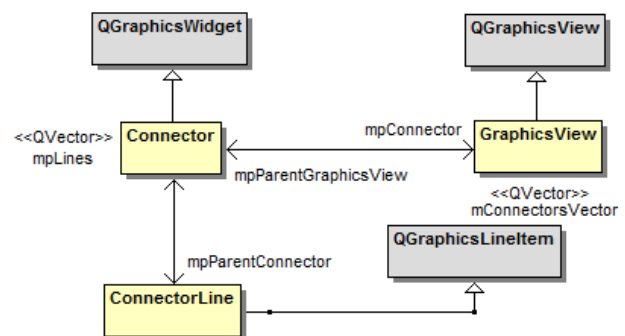 QGraphicsWidget
QGraphicsView
<<QVector>>
mpLines
Connector
mpConnector
GraphicsView
mpParentGraphicsView
<<QVector>>
mConnectorsVector
QGraphicsLineItem
mpParentConnector
ConnectorLine